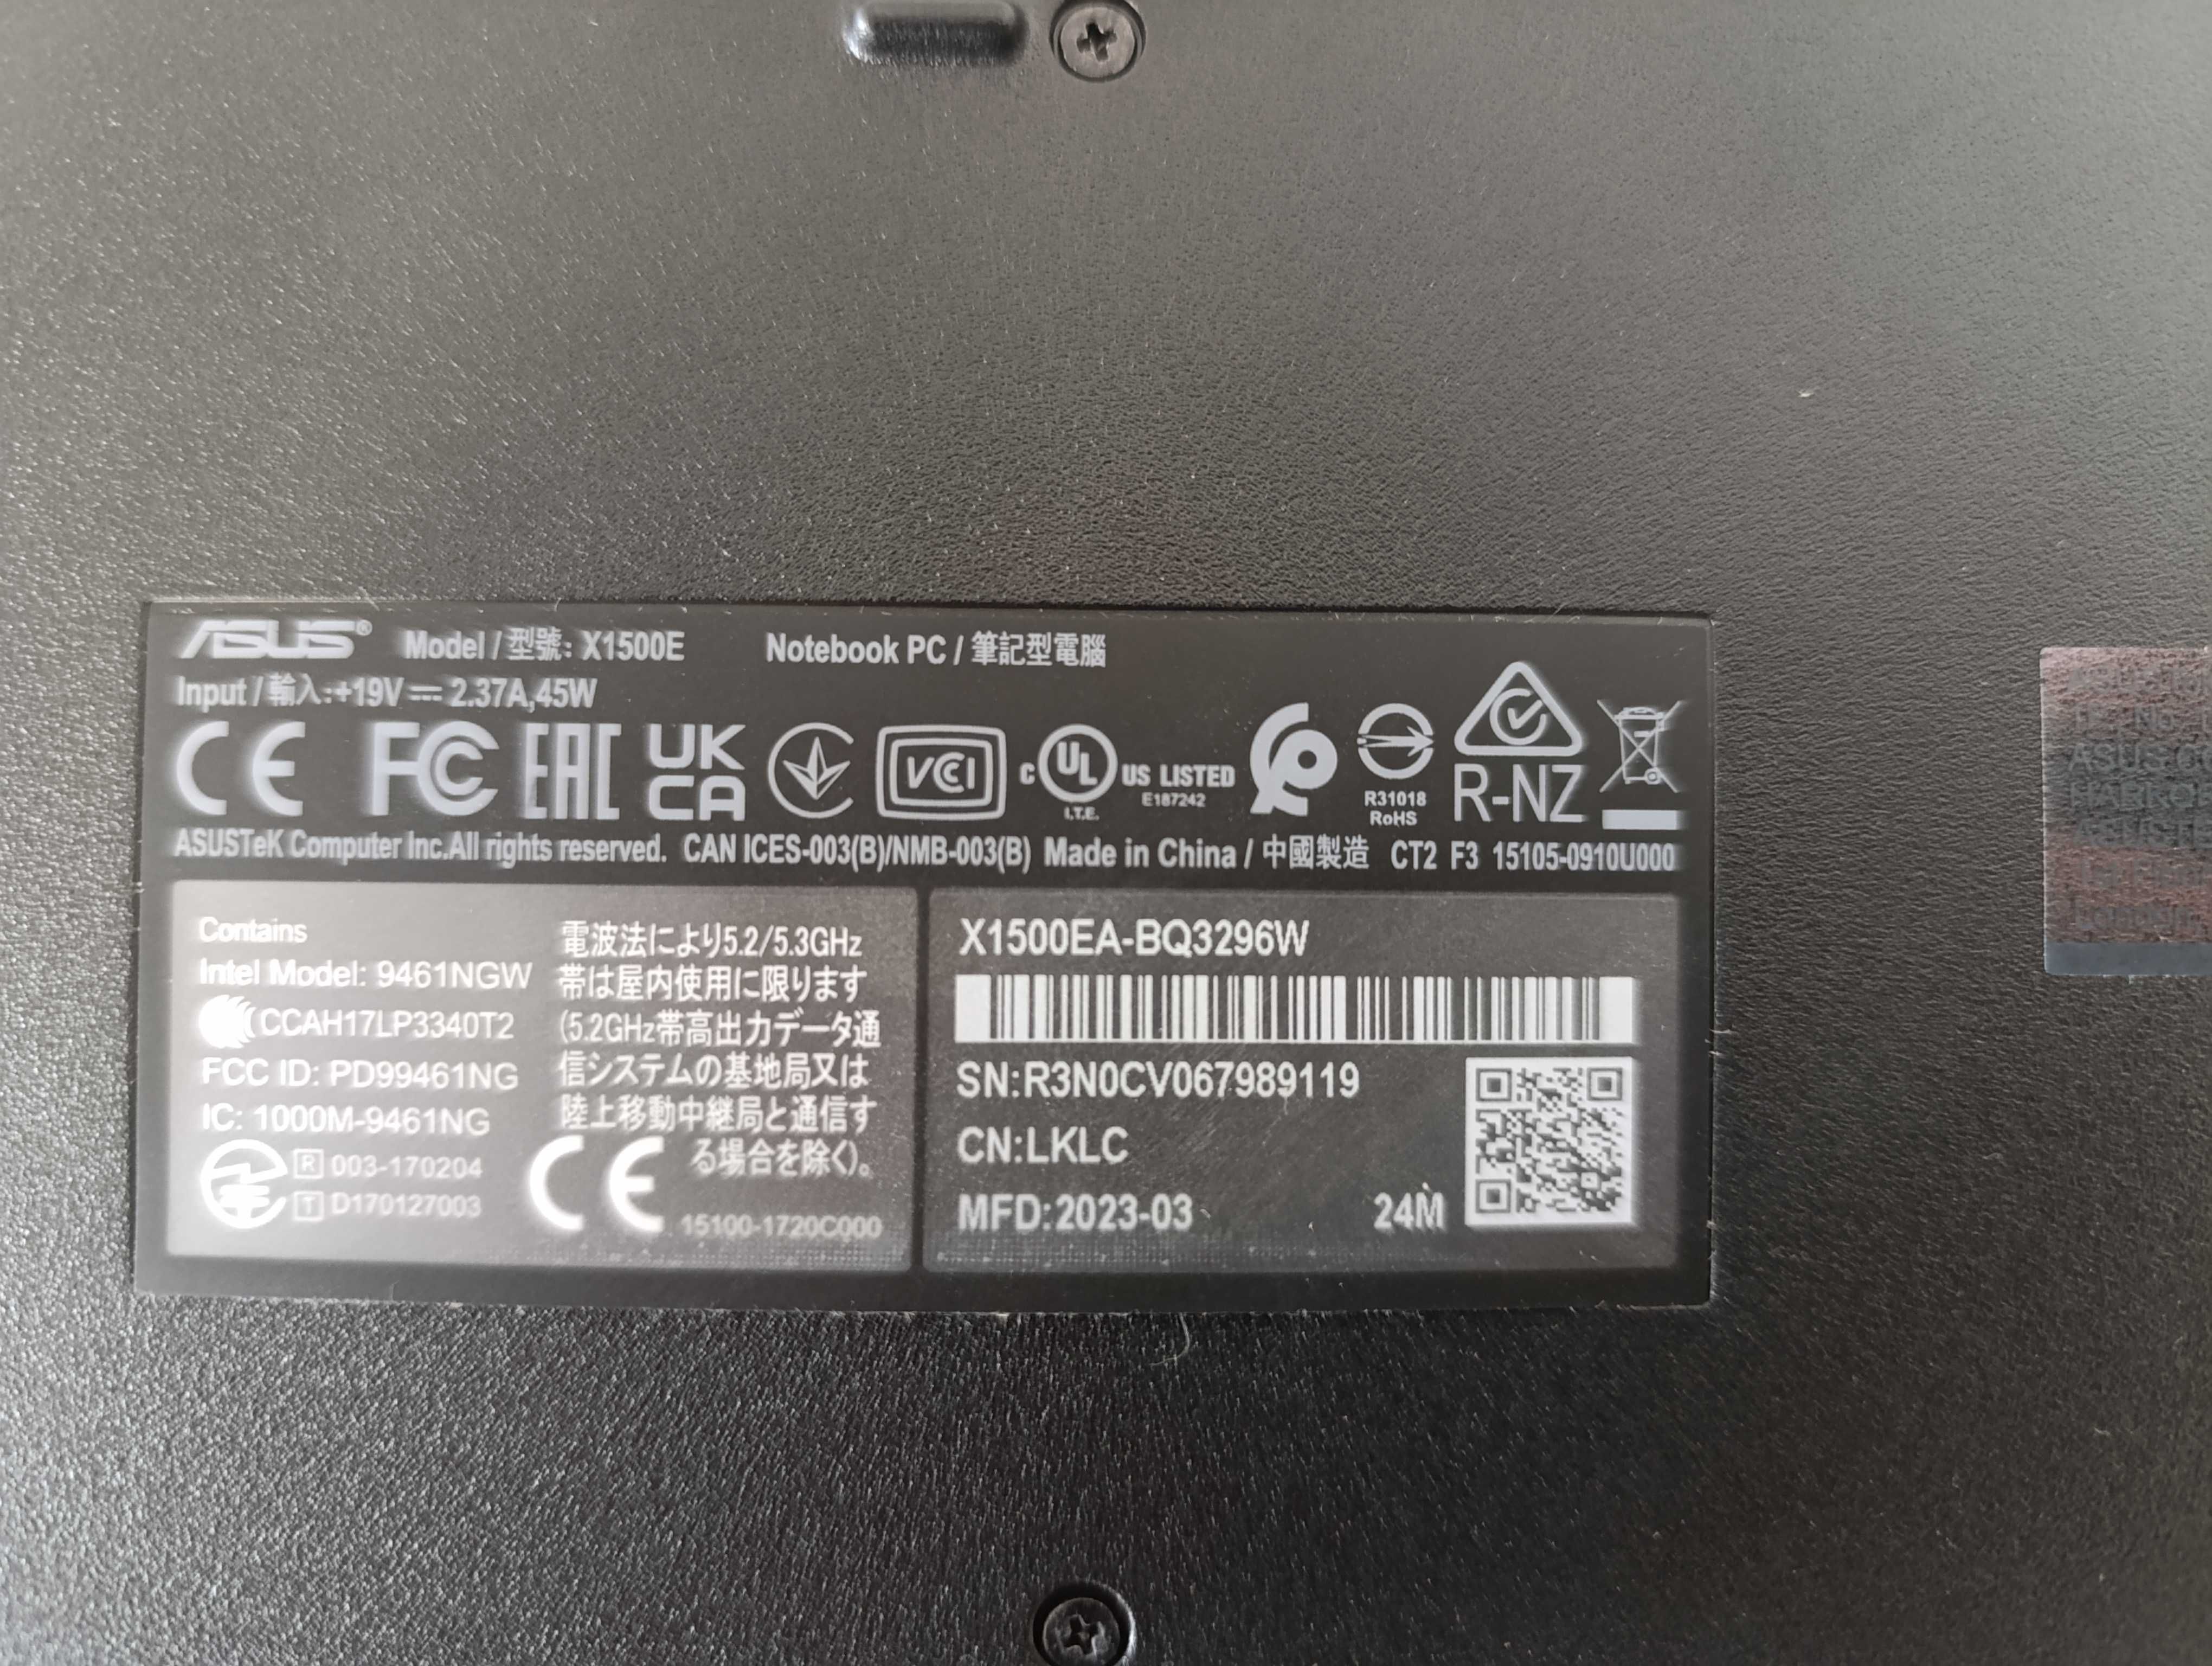 ASUS® Model / 型號: X1500E Notebook PC / 筆記型電腦
Input / 輸入:+19V ⎓ 2.37A,45W
CE FC EAC UK CA VCI c UL US LISTED I.T.E. E187242 R31018 RoHS R-NZ
ASUSTeK Computer Inc.All rights reserved. CAN ICES-003(B)/NMB-003(B) Made in China / 中國製造 CT2 F3 15105-0910U000
Contains
Intel Model: 9461NGW
CCAH17LP3340T2
FCC ID: PD99461NG
IC: 1000M-9461NG
R 003-170204
T D170127003
電波法により5.2/5.3GHz
帯は屋内使用に限ります
(5.2GHz帯高出力データ通
信システムの基地局又は
陸上移動中継局と通信す
る場合を除く)。
CE
15100-1720C000
X1500EA-BQ3296W
SN:R3N0CV067989119
CN:LKLC
MFD:2023-03 24M
ASUS